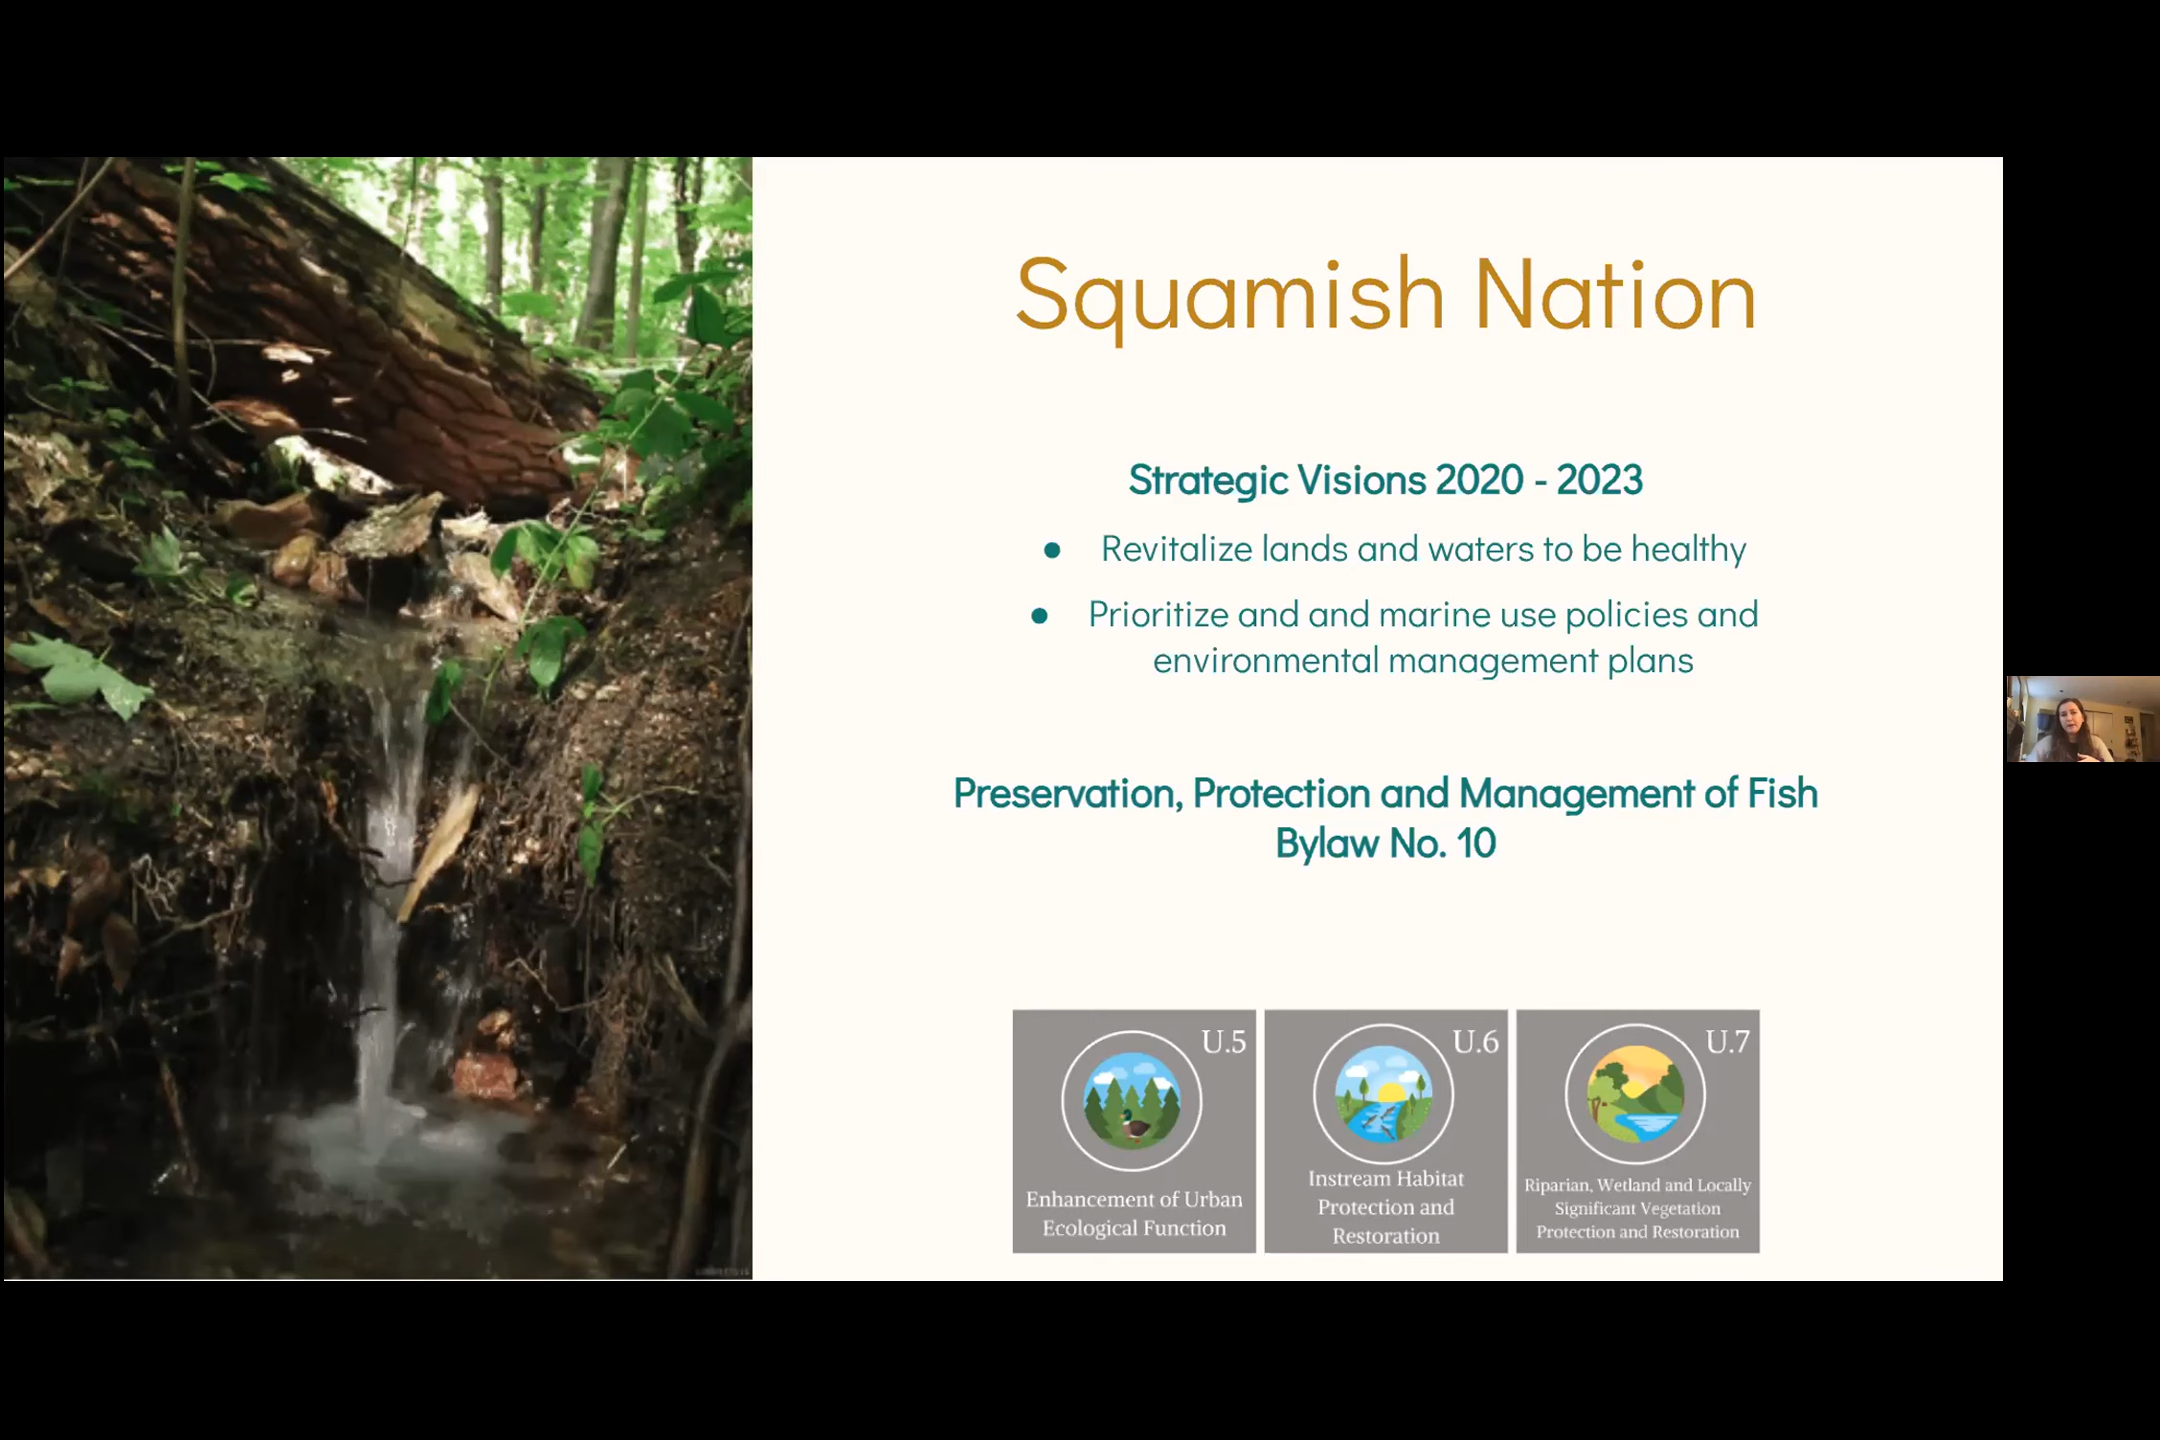 Squamish Nation
Strategic Visions 2020 - 2023
● Revitalize lands and waters to be healthy
● Prioritize and and marine use policies and
environmental management plans
Preservation, Protection and Management of Fish
Bylaw No. 10
U.5
Enhancement of Urban
Ecological Function
U.6
Instream Habitat
Protection and
Restoration
U.7
Riparian, Wetland and Locally
Significant Vegetation
Protection and Restoration